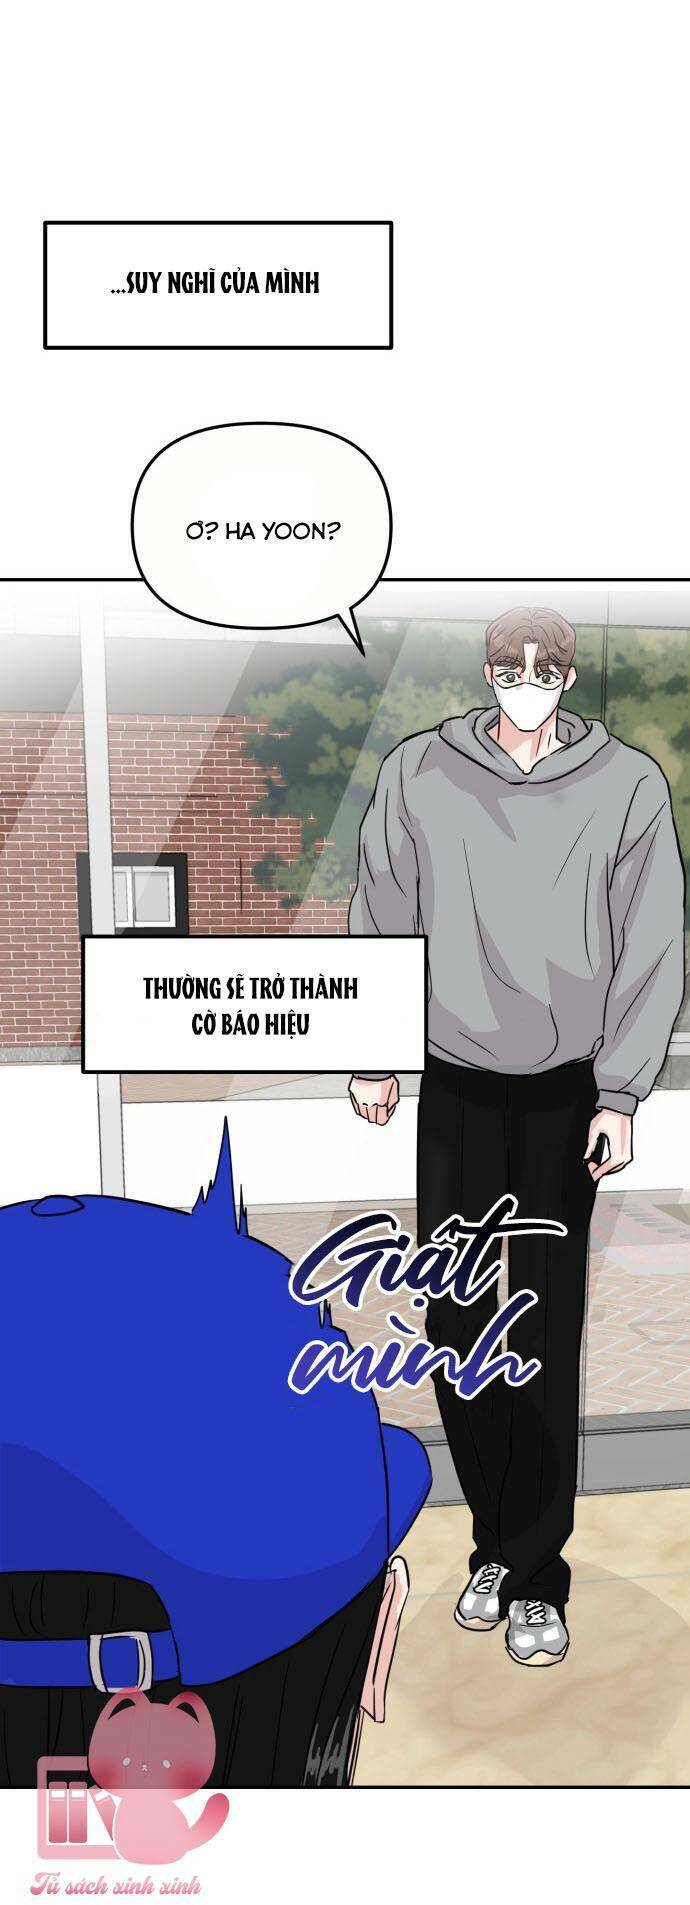 ...SUY NGHĨ CỦA MÌNH
Ơ? HA YOON?
THƯỜNG SẼ TRỞ THÀNH
CỜ BÁO HIỆU
Giật
mình
Tủ sách xinh xinh